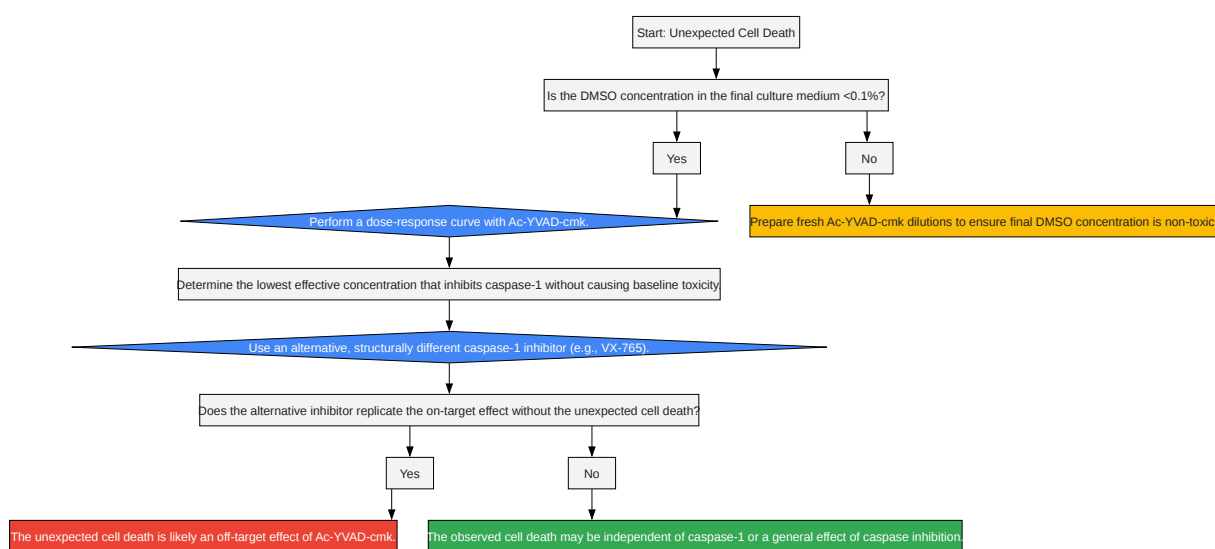 Start: Unexpected Cell Death
Is the DMSO concentration in the final culture medium <0.1%?
Yes
No
Perform a dose-response curve with Ac-YVAD-cmk.
Prepare fresh Ac-YVAD-cmk dilutions to ensure final DMSO concentration is non-toxic
Determine the lowest effective concentration that inhibits caspase-1 without causing baseline toxicity.
Use an alternative, structurally different caspase-1 inhibitor (e.g., VX-765).
Does the alternative inhibitor replicate the on-target effect without the unexpected cell death?
Yes
No
The unexpected cell death is likely an off-target effect of Ac-YVAD-cmk.
The observed cell death may be independent of caspase-1 or a general effect of caspase inhibition.